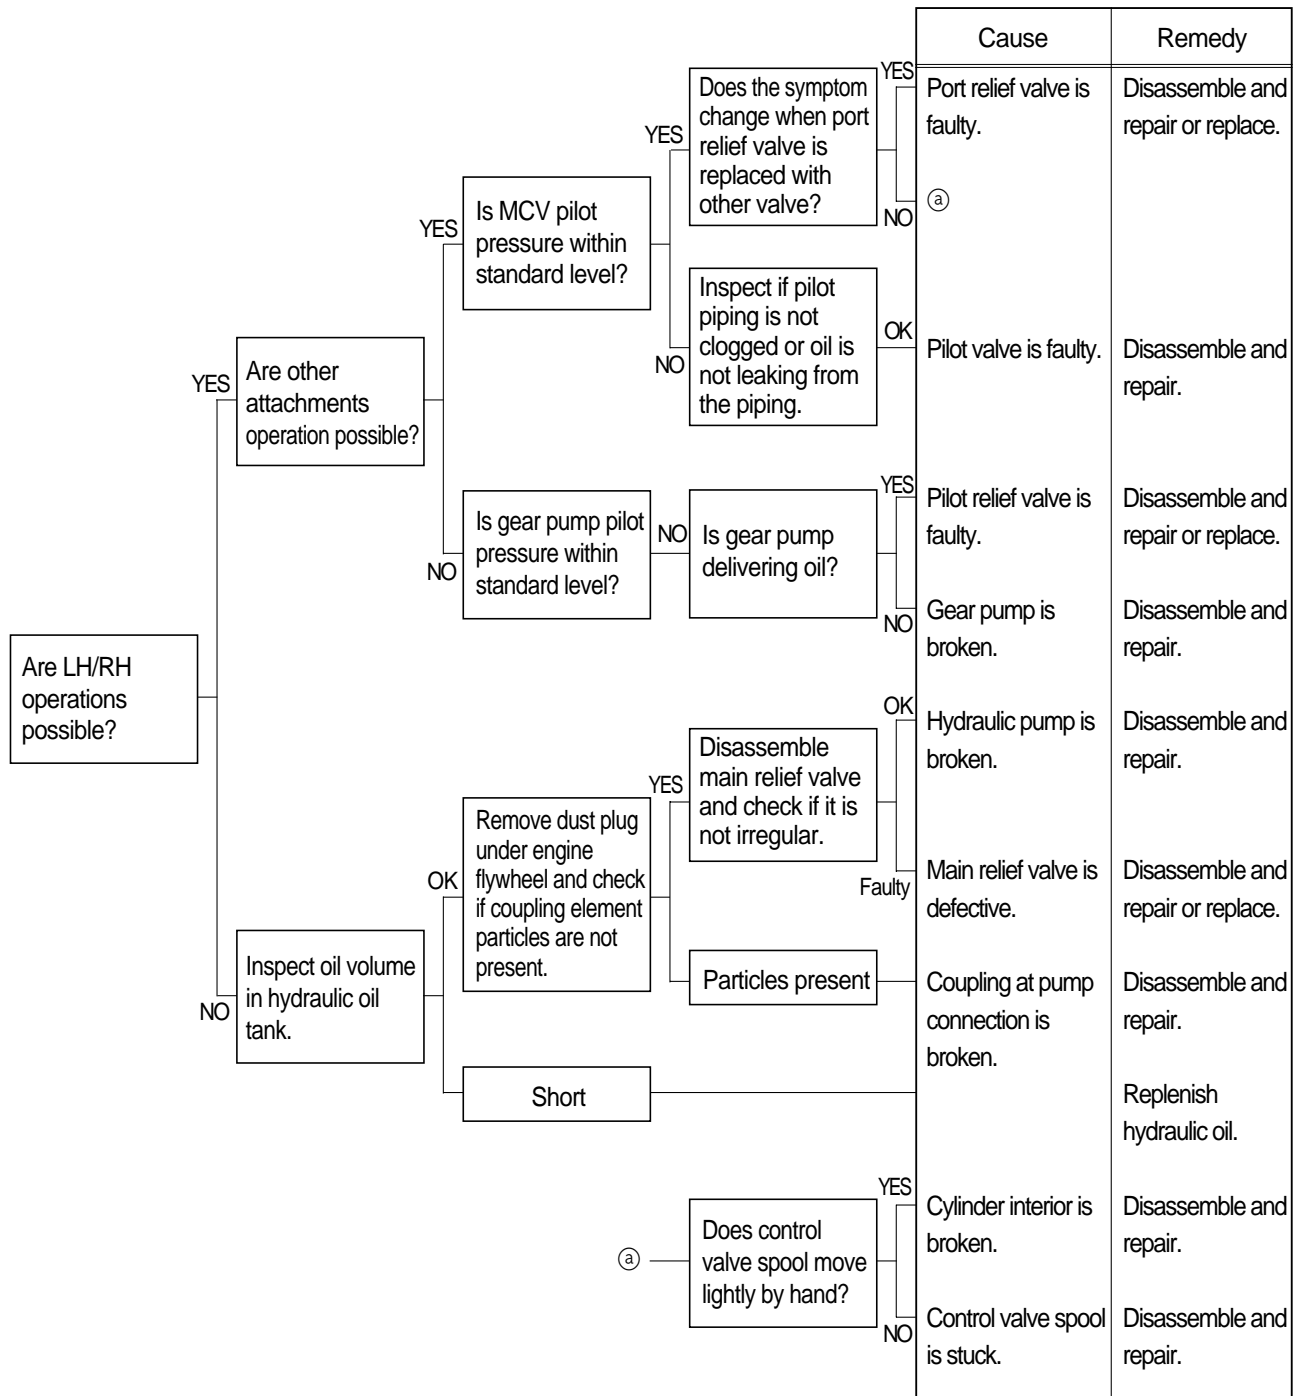 Cause
Remedy
Are LH/RH
operations
possible?
YES
Are other
attachments
operation possible?
YES
Is MCV pilot
pressure within
standard level?
YES
Does the symptom
change when port
relief valve is
replaced with
other valve?
YES
Port relief valve is
faulty.
Disassemble and
repair or replace.
NO
ⓐ
NO
Inspect if pilot
piping is not
clogged or oil is
not leaking from
the piping.
OK
Pilot valve is faulty.
Disassemble and
repair.
NO
Is gear pump pilot
pressure within
standard level?
NO
Is gear pump
delivering oil?
YES
Pilot relief valve is
faulty.
Disassemble and
repair or replace.
NO
Gear pump is
broken.
Disassemble and
repair.
NO
Inspect oil volume
in hydraulic oil
tank.
OK
Remove dust plug
under engine
flywheel and check
if coupling element
particles are not
present.
YES
Disassemble
main relief valve
and check if it is
not irregular.
OK
Hydraulic pump is
broken.
Disassemble and
repair.
Faulty
Main relief valve is
defective.
Disassemble and
repair or replace.
Particles present
Coupling at pump
connection is
broken.
Disassemble and
repair.
Short
Replenish
hydraulic oil.
ⓐ
Does control
valve spool move
lightly by hand?
YES
Cylinder interior is
broken.
Disassemble and
repair.
NO
Control valve spool
is stuck.
Disassemble and
repair.